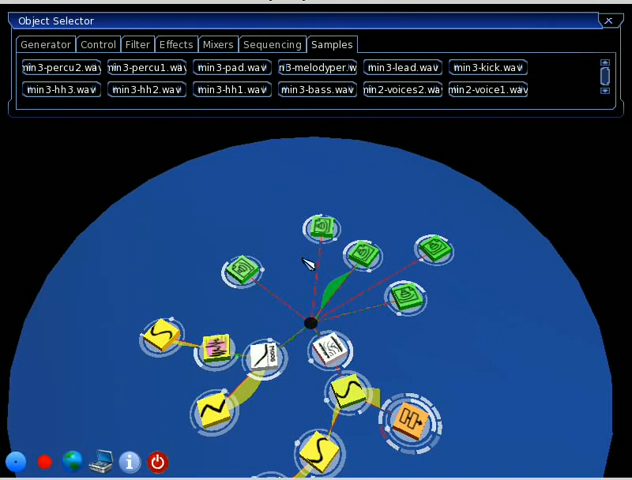 Object Selector
Generator Control Filter Effects Mixers Sequencing Samples
min3-percu2.wav min3-percu1.wav min3-pad.wav min3-melodyper.w min3-lead.wav min3-kick.wav
min3-hh3.wav min3-hh2.wav min3-hh1.wav min3-bass.wav min2-voices2.wav min2-voice1.wav